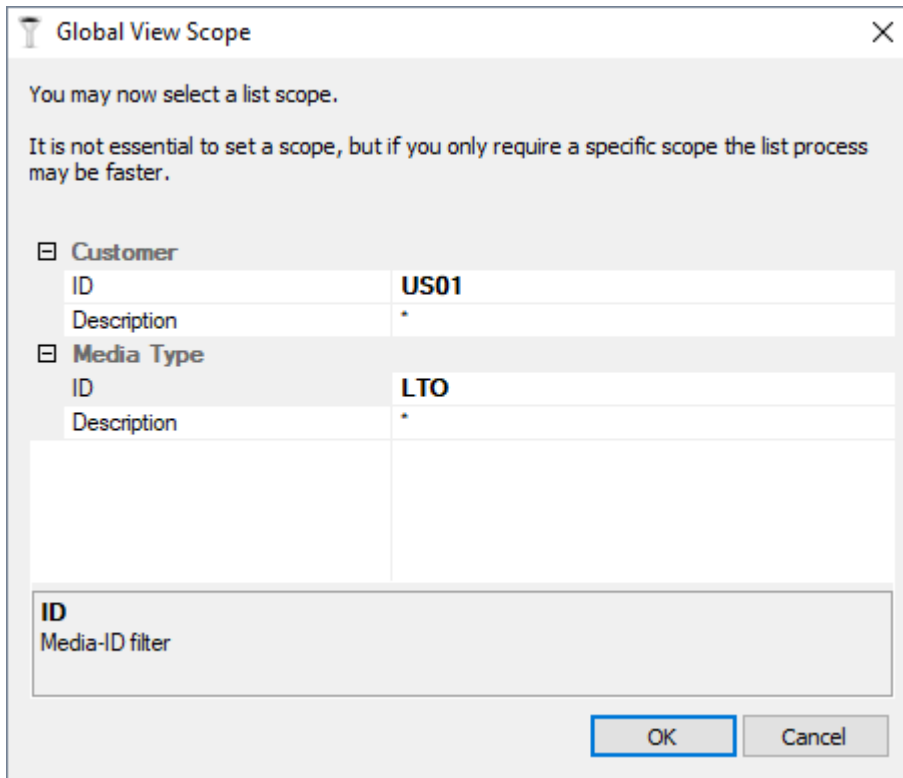 Global View Scope
You may now select a list scope.
It is not essential to set a scope, but if you only require a specific scope the list process
may be faster.
Customer
ID US01
Description *
Media Type
ID LTO
Description *
ID
Media-ID filter
OK Cancel